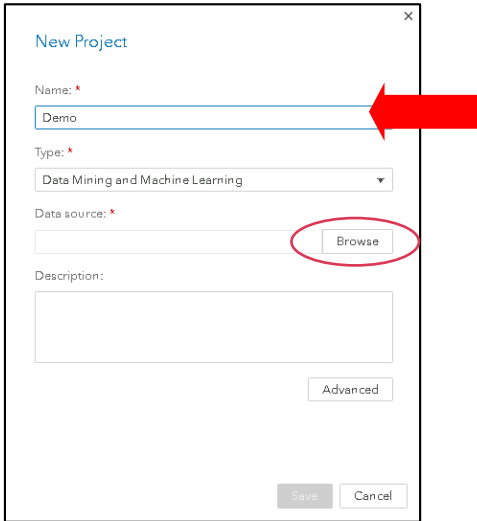 New Project
Name: *
Demo
Type: *
Data Mining and Machine Learning
Data source: *
Browse
Description:
Advanced
Save Cancel